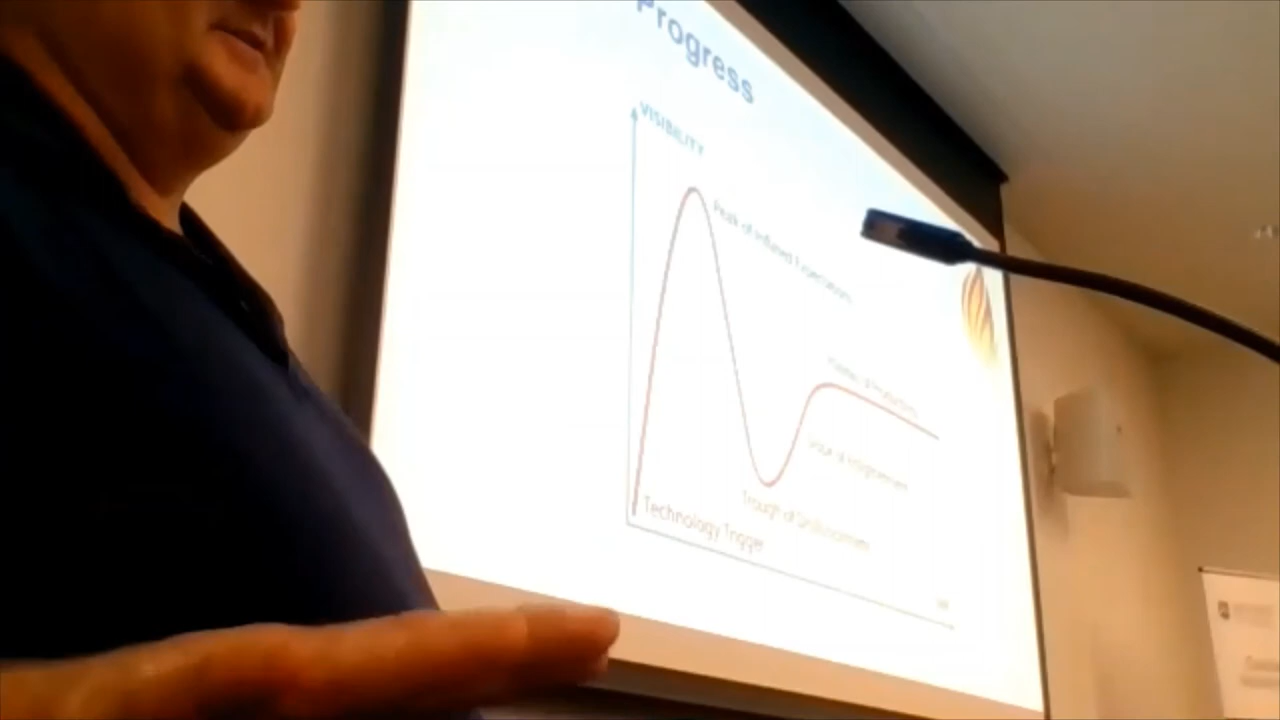 Progress
VISIBILITY
Peak of Inflated Expectations
Plateau of Productivity
Slope of Enlightenment
Trough of Disillusionment
Technology Trigger